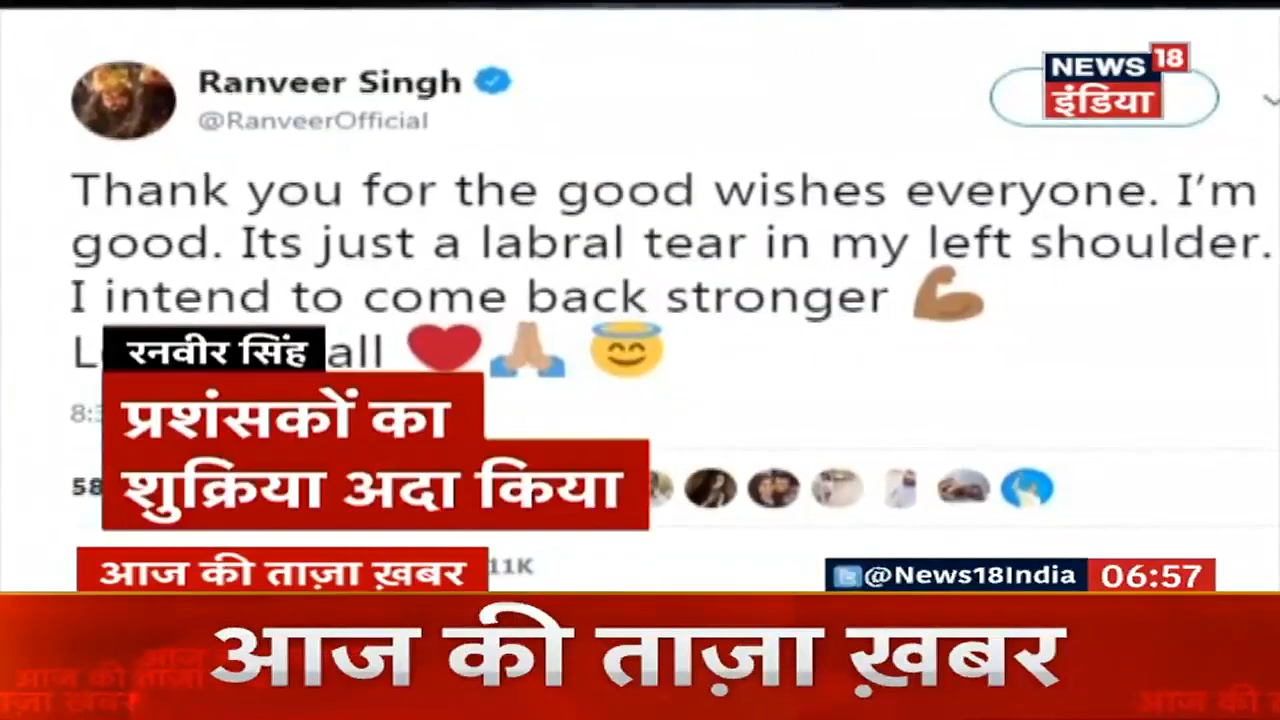 Ranveer Singh
@RanveerOfficial
NEWS 18
इंडिया
Thank you for the good wishes everyone. I’m
good. Its just a labral tear in my left shoulder.
I intend to come back stronger 💪🏽
all ❤️🙏🏽😇
रनवीर सिंह
प्रशंसकों का
शुक्रिया अदा किया
58
11K
आज की ताज़ा ख़बर
@News18India 06:57
आज की ताज़ा ख़बर